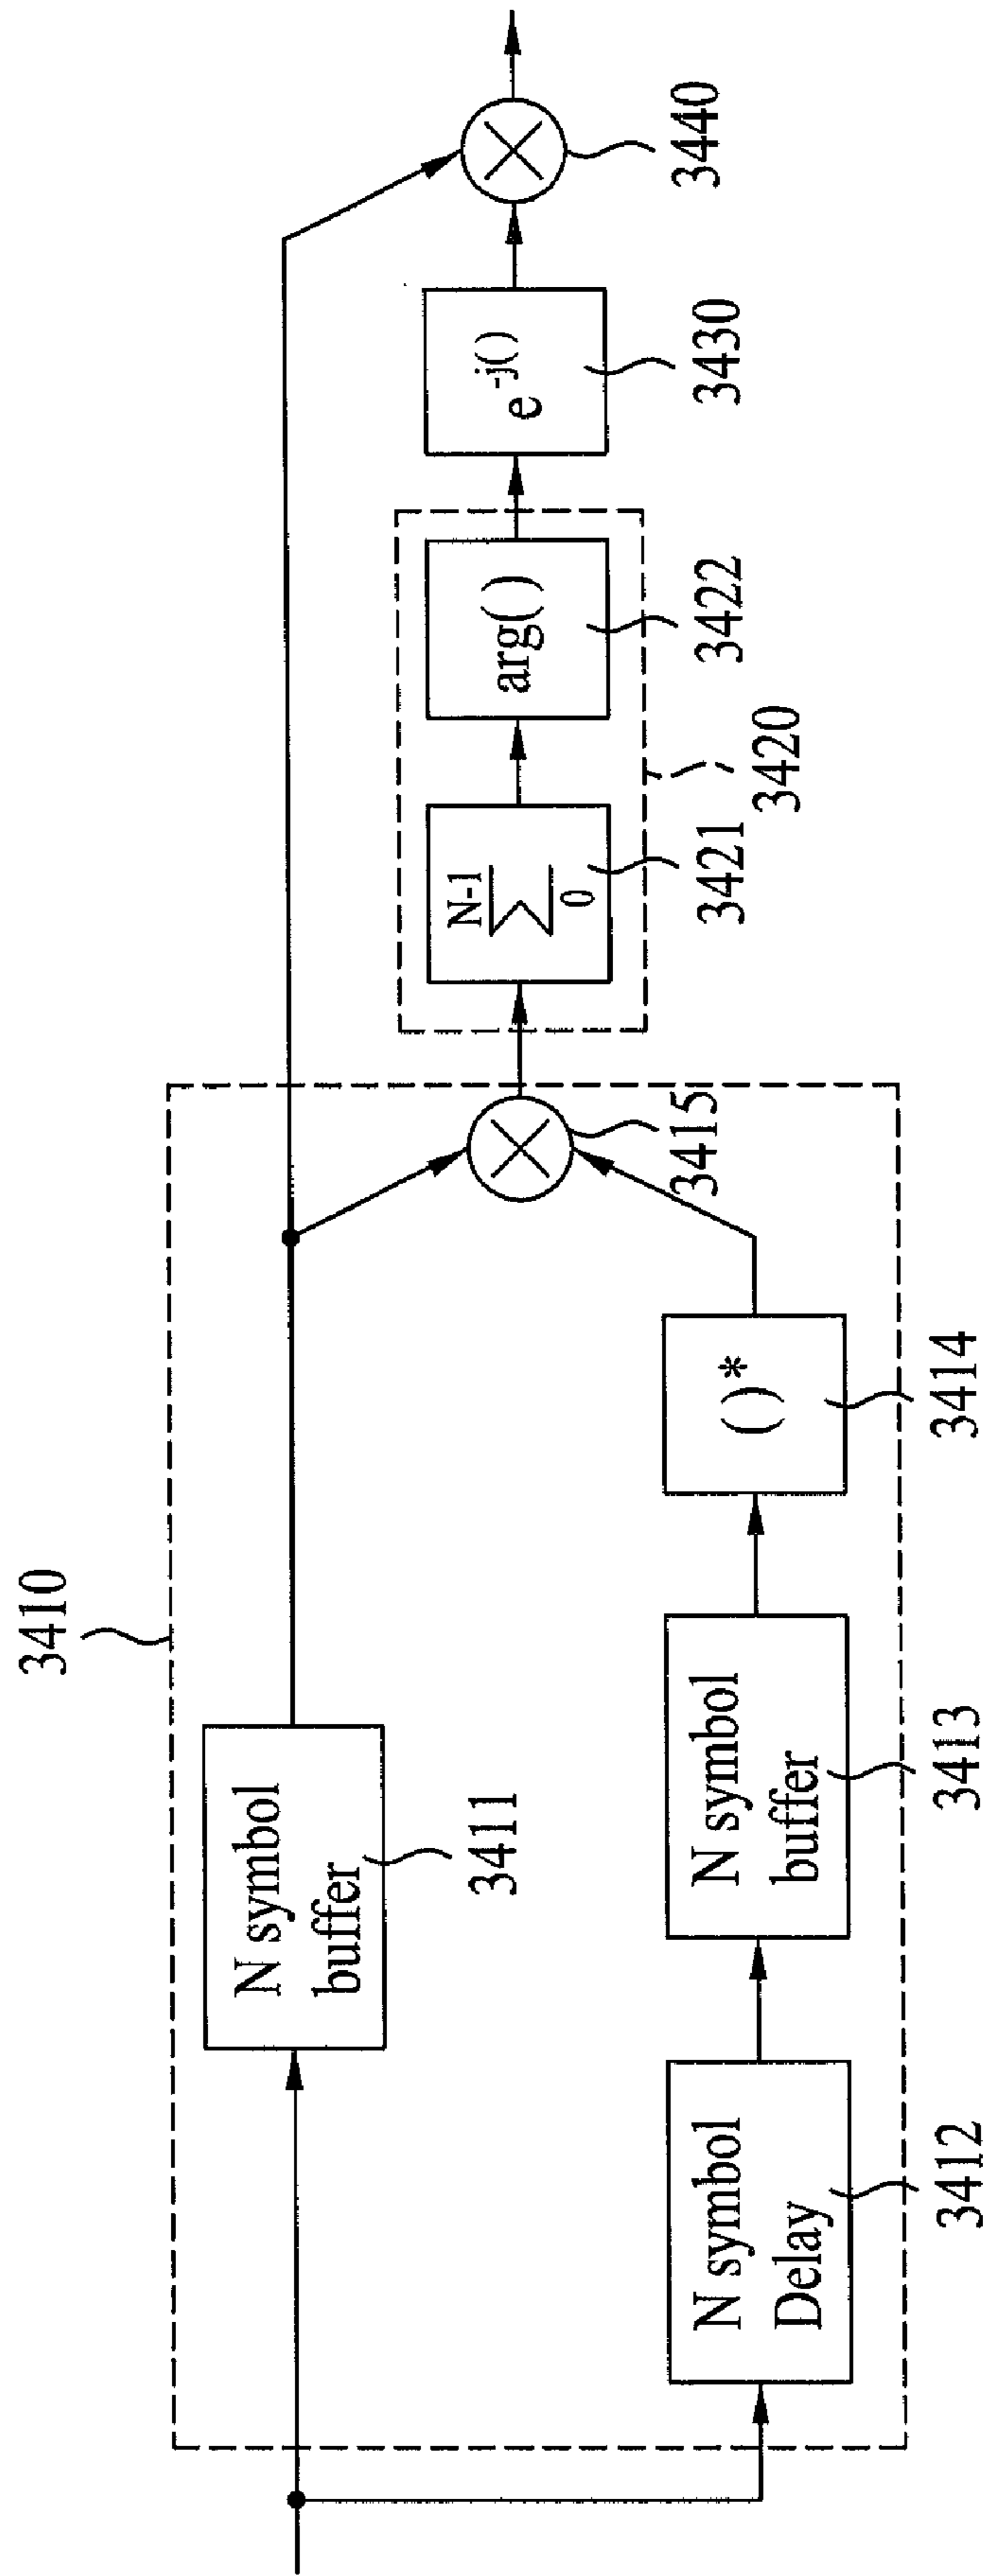 3410
N symbol
buffer
3411
N symbol
Delay
3412
N symbol
buffer
3413
( )*
3414
3415
N-1
∑
0
3421
arg( )
3422
3420
e-j( )
3430
3440